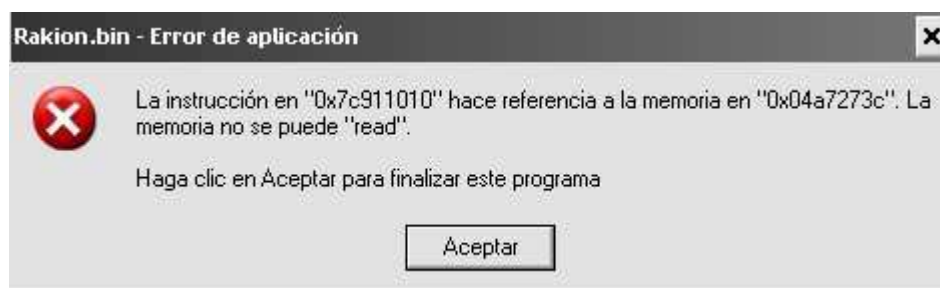 Rakion.bin - Error de aplicación
La instrucción en "0x7c911010" hace referencia a la memoria en "0x04a7273c". La
memoria no se puede "read".
Haga clic en Aceptar para finalizar este programa
Aceptar